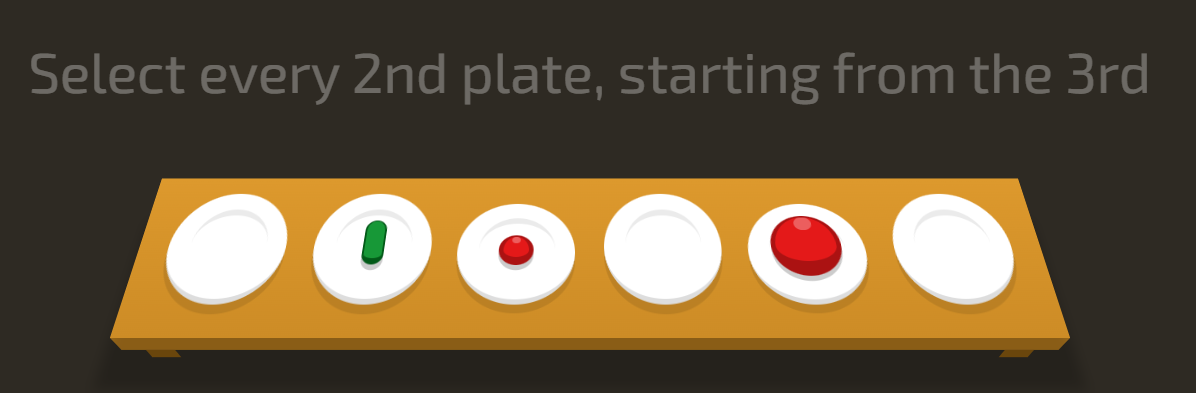 Select every 2nd plate, starting from the 3rd